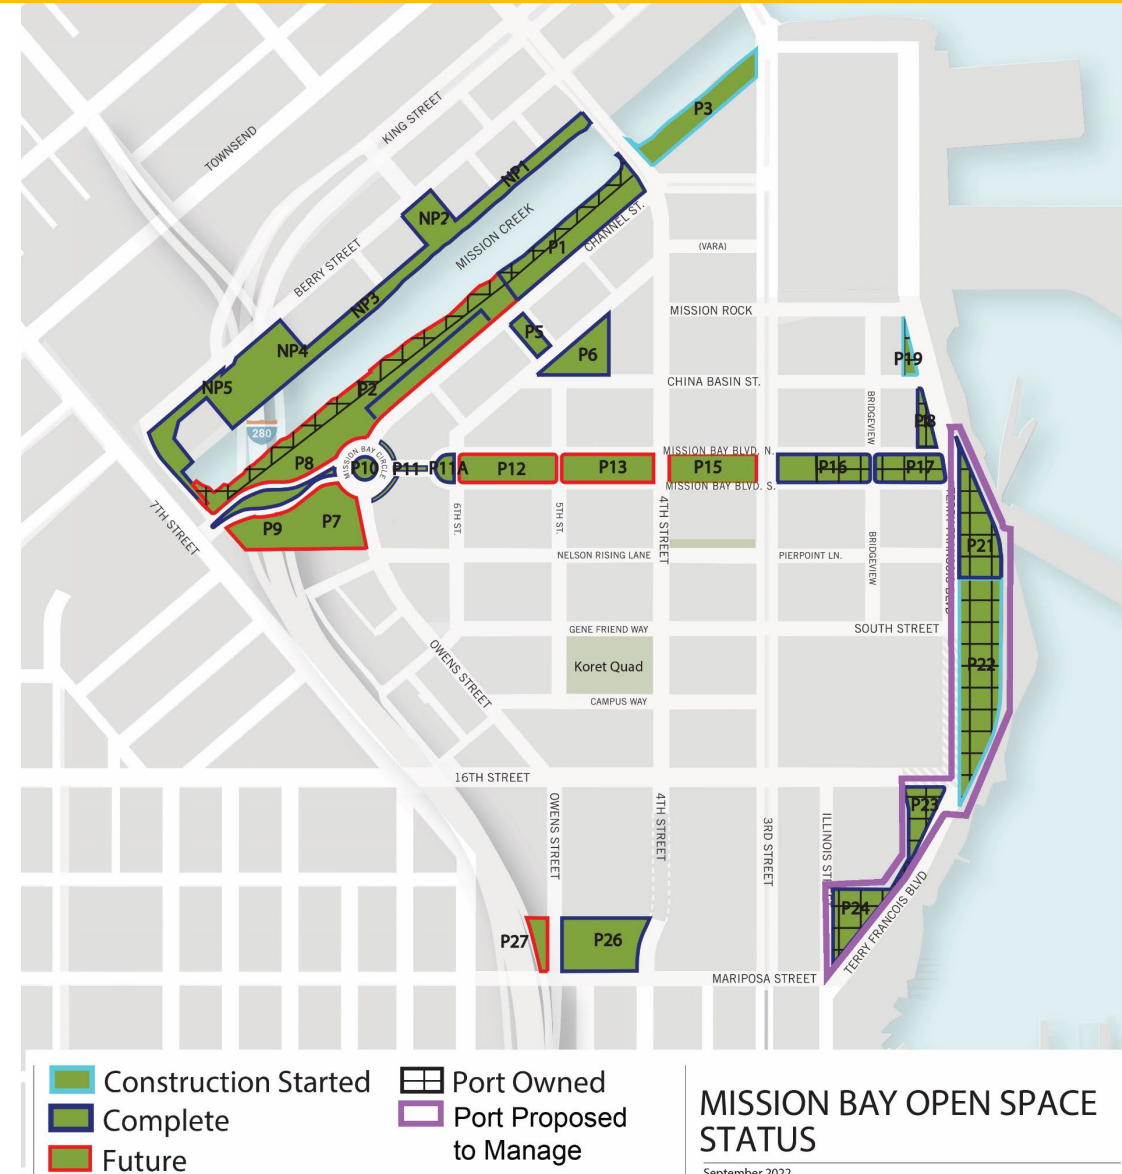 P3
KING STREET
TOWNSEND
NP1
NP2
MISSION CREEK
CHANNEL ST.
P1
(VARA)
BERRY STREET
NP3
MISSION ROCK
P5
NP4
P6
P19
CHINA BASIN ST.
NP5
P2
BRIDGEVIEW
P18
280
MISSION BAY BLVD. N.
MISSION BAY CIRCLE
P8
P10
P11
P11A
P12
P13
P15
P16
P17
MISSION BAY BLVD. S.
7TH STREET
P9
P7
6TH ST.
5TH ST.
4TH STREET
BRIDGEVIEW
TERRY FRANCOIS BLVD
P21
NELSON RISING LANE
PIERPOINT LN.
GENE FRIEND WAY
SOUTH STREET
OWENS STREET
Koret Quad
P22
CAMPUS WAY
16TH STREET
OWENS STREET
4TH STREET
3RD STREET
ILLINOIS STREET
P23
P24
TERRY FRANCOIS BLVD
P27
P26
MARIPOSA STREET
Construction Started
Complete
Future
Port Owned
Port Proposed
to Manage
MISSION BAY OPEN SPACE
STATUS
September 2022